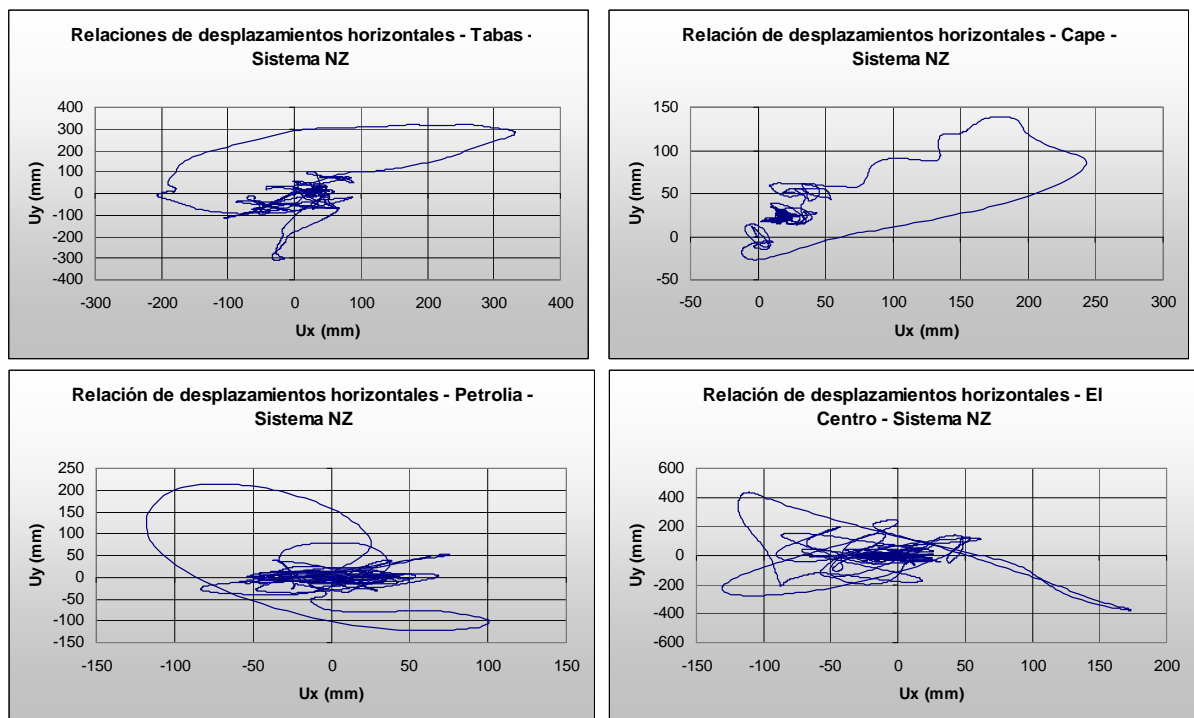 Relaciones de desplazamientos horizontales - Tabas -
Sistema NZ
400
300
200
100
0
-100
-200
-300
-400
-300 -200 -100 0 100 200 300 400
Ux (mm)
Uy (mm)
Relación de desplazamientos horizontales - Cape -
Sistema NZ
150
100
50
0
-50
-50 0 50 100 150 200 250 300
Ux (mm)
Uy (mm)
Relación de desplazamientos horizontales - Petrolia -
Sistema NZ
250
200
150
100
50
0
-50
-100
-150
-150 -100 -50 0 50 100 150
Ux (mm)
Uy (mm)
Relación de desplazamientos horizontales - El
Centro - Sistema NZ
600
400
200
0
-200
-400
-600
-150 -100 -50 0 50 100 150 200
Ux (mm)
Uy (mm)